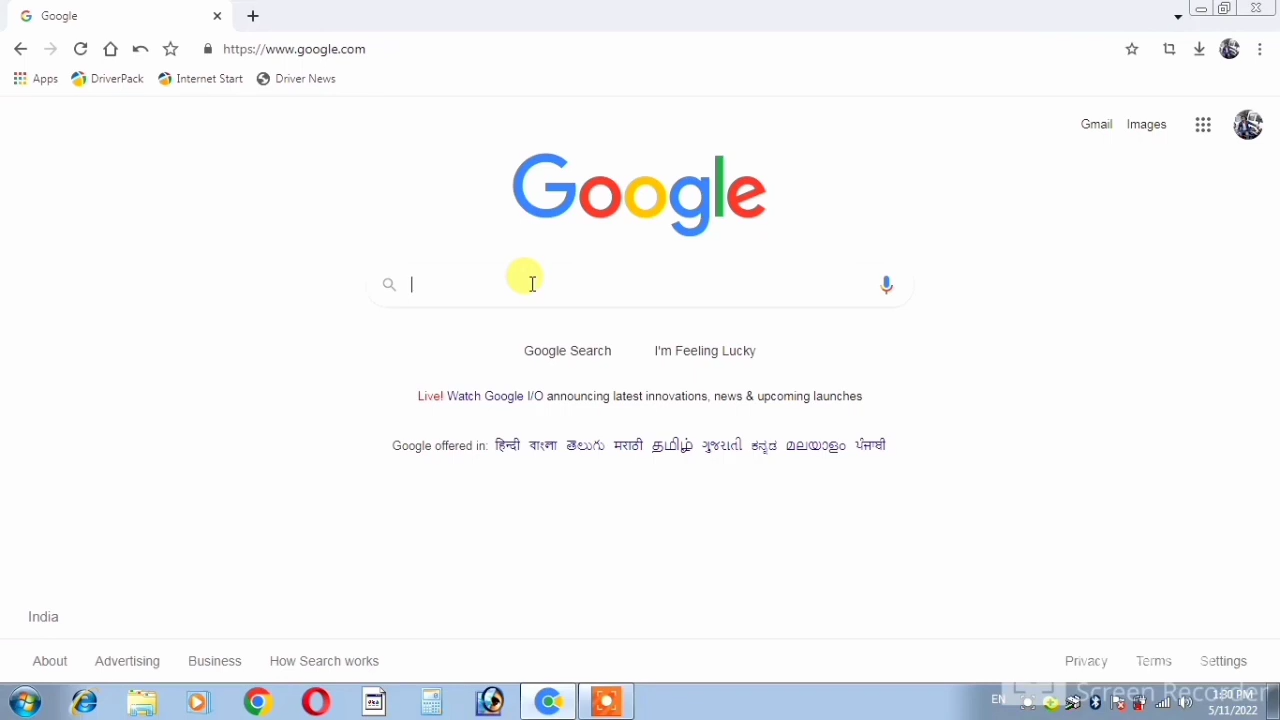 Google
https://www.google.com
Apps DriverPack Internet Start Driver News
Gmail Images
Google
Google Search I'm Feeling Lucky
Live! Watch Google I/O announcing latest innovations, news & upcoming launches
Google offered in: हिन्दी বাংলা తెలుగు मराठी தமிழ் ગુજરાતી ಕನ್ನಡ മലയാളം ਪੰਜਾਬੀ
India
About Advertising Business How Search works Privacy Terms Settings
EN
Screen Recorder
1:30 PM
5/11/2022